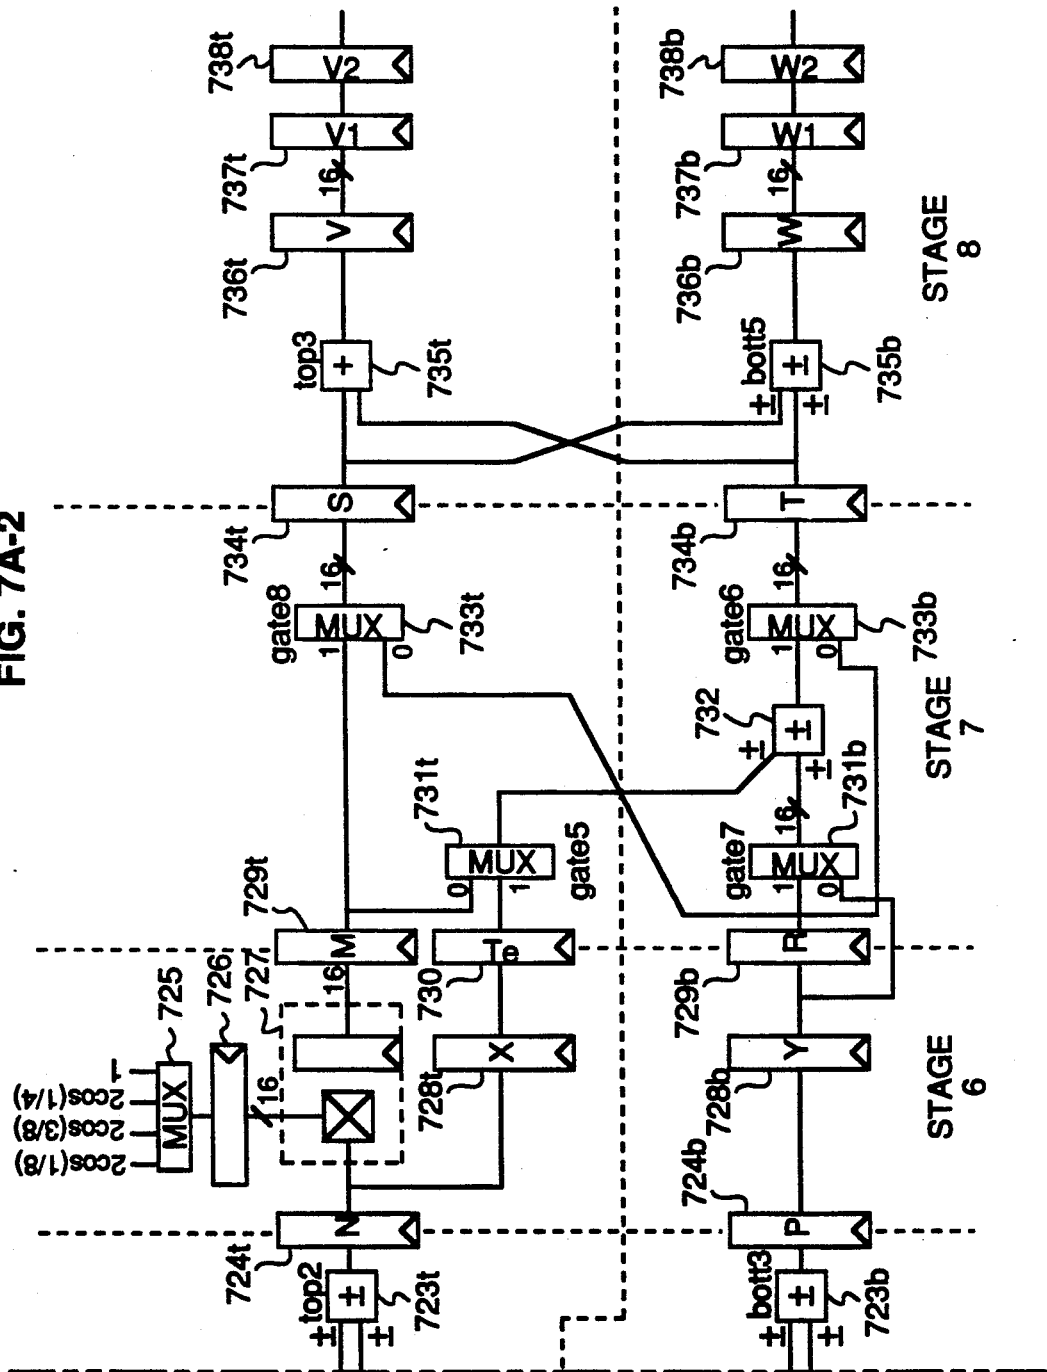 FIG. 7A-2
738t
V2
737t
V1
16
736t
V
top3
+
735t
734t
S
16
gate8
MUX
1
0
733t
729t
M
16
731t
0
MUX
1
gate5
730
Te
725
726
727
1
2cos(1/4)
2cos(3/8)
2cos(1/8)
MUX
16
X
728t
N
724t
top2
±
±
±
723t
738b
W2
737b
W1
16
736b
W
bott5
±
±
±
735b
734b
T
16
gate6
MUX
1
0
733b
732
±
±
±
16
731b
gate7
MUX
1
0
R
729b
Y
728b
724b
P
bott3
±
±
±
723b
STAGE
6
STAGE
7
STAGE
8